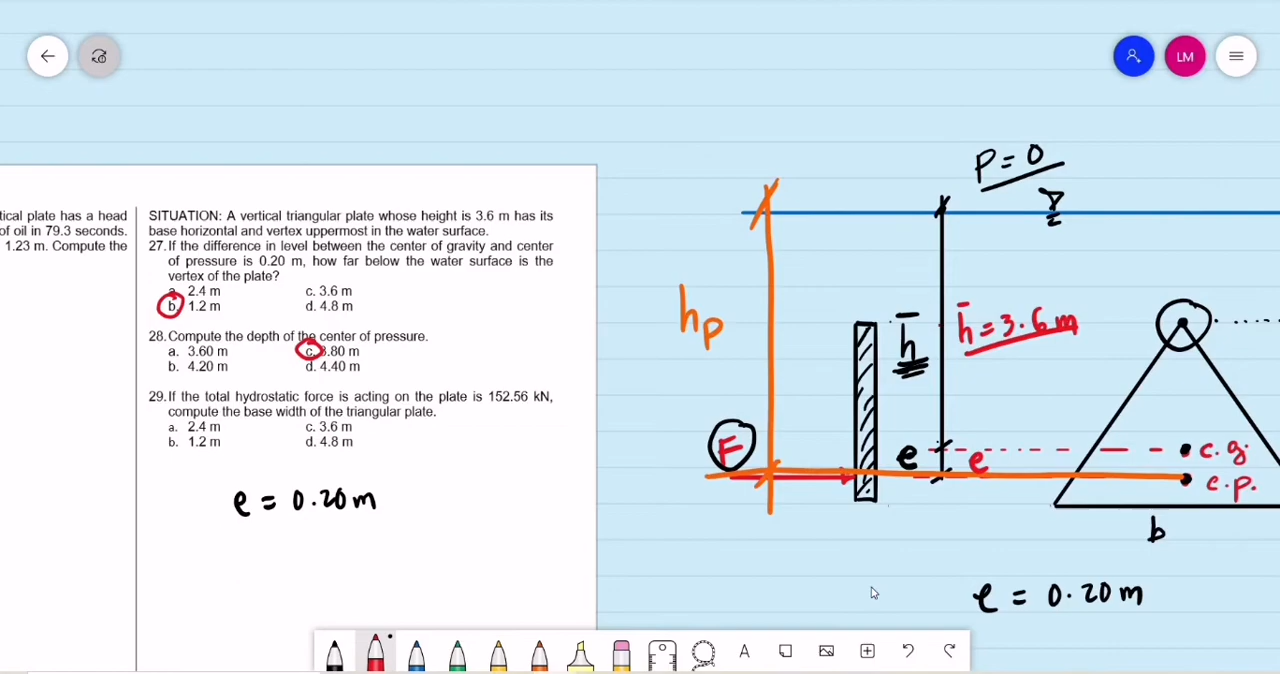 LM
tical plate has a head
of oil in 79.3 seconds.
1.23 m. Compute the
SITUATION: A vertical triangular plate whose height is 3.6 m has its
base horizontal and vertex uppermost in the water surface.
27. If the difference in level between the center of gravity and center
of pressure is 0.20 m, how far below the water surface is the
vertex of the plate?
a. 2.4 m c. 3.6 m
b. 1.2 m d. 4.8 m
28. Compute the depth of the center of pressure.
a. 3.60 m c. 3.80 m
b. 4.20 m d. 4.40 m
29. If the total hydrostatic force is acting on the plate is 152.56 kN,
compute the base width of the triangular plate.
a. 2.4 m c. 3.6 m
b. 1.2 m d. 4.8 m
e = 0.20 m
P = 0
hp
h̄
h̄ = 3.6 m
F
e
e
c.g.
c.p.
b
e = 0.20 m
A